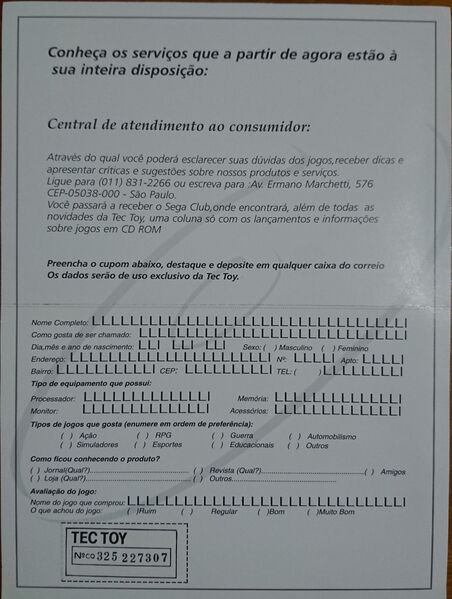 Conheça os serviços que a partir de agora estão à
sua inteira disposição:
Central de atendimento ao consumidor:
Através do qual você poderá esclarecer suas dúvidas dos jogos,receber dicas e
apresentar críticas e sugestões sobre nossos produtos e serviços.
Ligue para (011) 831-2266 ou escreva para :Av. Ermano Marchetti, 576
CEP-05038-000 - São Paulo.
Você passará a receber o Sega Club,onde encontrará, além de todas as
novidades da Tec Toy, uma coluna só com os lançamentos e informações
sobre jogos em CD ROM
Preencha o cupom abaixo, destaque e deposite em qualquer caixa do correio
Os dados serão de uso exclusivo da Tec Toy.
Nome Completo:
Como gosta de ser chamado:
Dia,mês e ano de nascimento: Sexo: ( ) Masculino ( ) Feminino
Endereço: Nº: Apto:
Bairro: CEP: TEL: ( )
Tipo de equipamento que possui:
Processador: Memória:
Monitor: Acessórios:
Tipos de jogos que gosta (enumere em ordem de preferência):
( ) Ação ( ) RPG ( ) Guerra ( ) Automobilismo
( ) Simuladores ( ) Esportes ( ) Educacionais ( ) Outros
Como ficou conhecendo o produto?
( ) Jornal(Qual?)........ ( ) Revista (Qual?)........ ( ) Amigos
( ) Loja (Qual?)........ ( ) Outros........
Avaliação do jogo:
Nome do jogo que comprou:
O que achou do jogo: ( )Ruim ( ) Regular ( )Bom ( )Muito Bom
TEC TOY
Nº CQ 325 227307